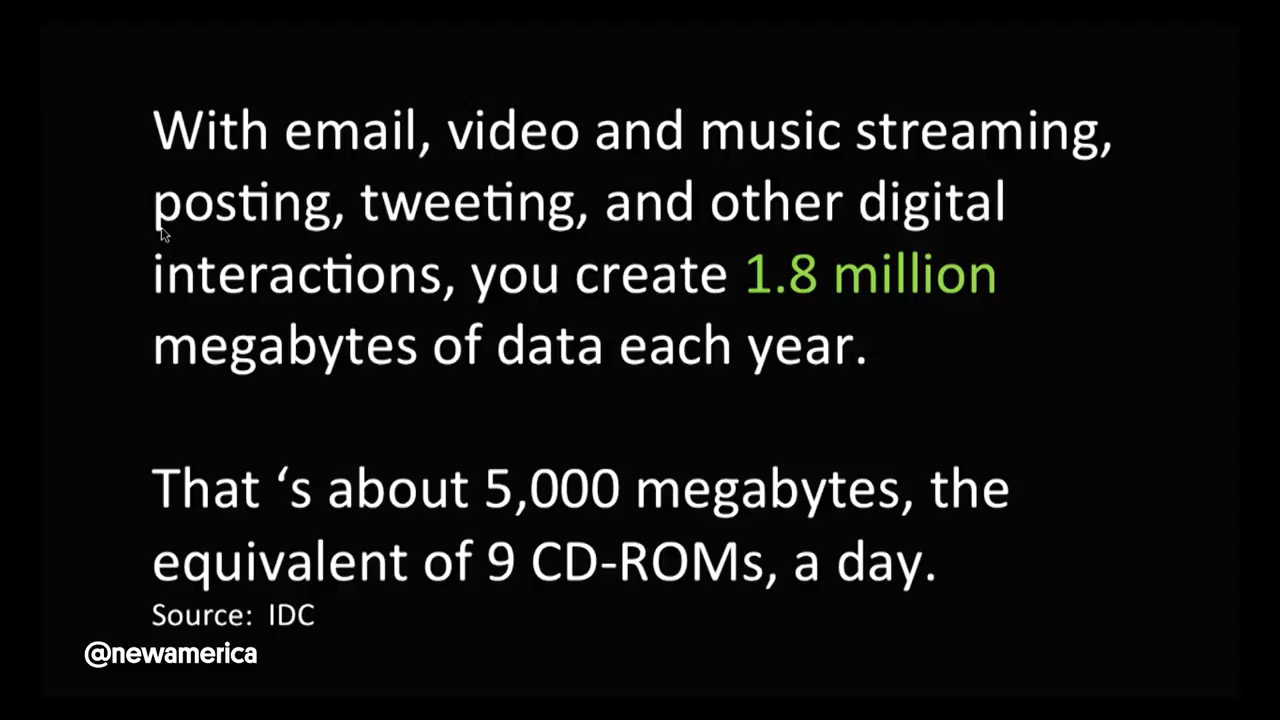 With email, video and music streaming,
posting, tweeting, and other digital
interactions, you create 1.8 million
megabytes of data each year.
That ‘s about 5,000 megabytes, the
equivalent of 9 CD-ROMs, a day.
Source: IDC
@newamerica